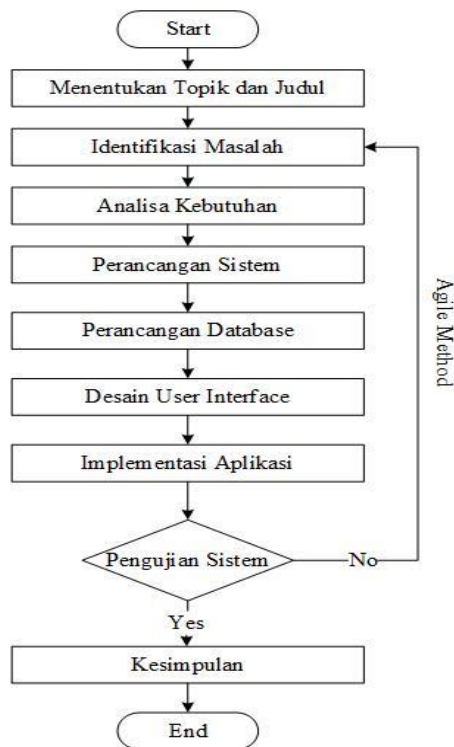 Start
Menentukan Topik dan Judul
Identifikasi Masalah
Analisa Kebutuhan
Perancangan Sistem
Perancangan Database
Desain User Interface
Implementasi Aplikasi
Pengujian Sistem
No
Agile Method
Yes
Kesimpulan
End